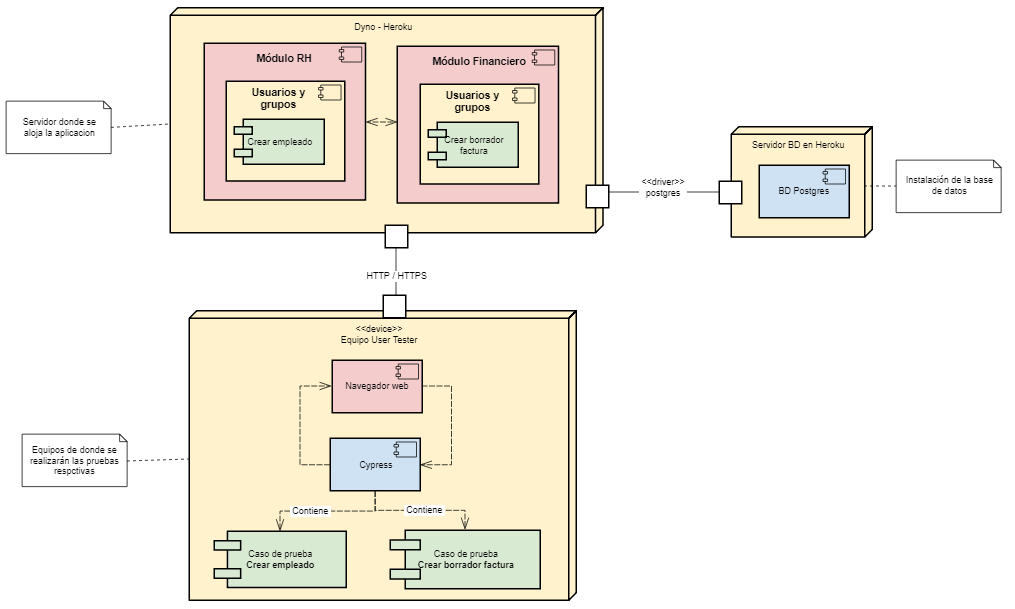 Dyno - Heroku
Módulo RH
Usuarios y
grupos
Crear empleado
Módulo Financiero
Usuarios y
grupos
Crear borrador
factura
Servidor donde se
aloja la aplicacion
<<driver>>
postgres
Servidor BD en Heroku
BD Postgres
Instalación de la base
de datos
HTTP / HTTPS
<<device>>
Equipo User Tester
Navegador web
Cypress
Equipos de donde se
realizarán las pruebas
respctivas
Contiene
Contiene
Caso de prueba
Crear empleado
Caso de prueba
Crear borrador factura